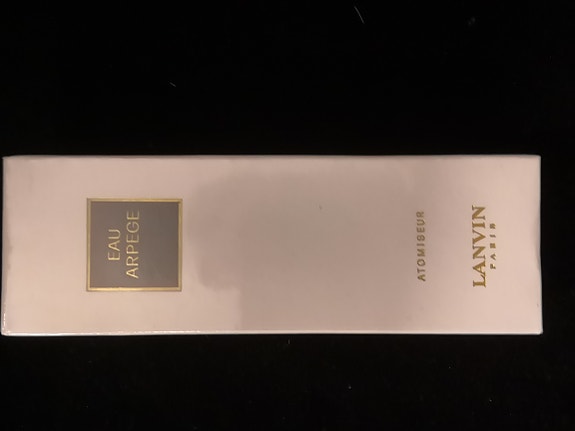 EAU
ARPEGE
ATOMISEUR
LANVIN
PARIS